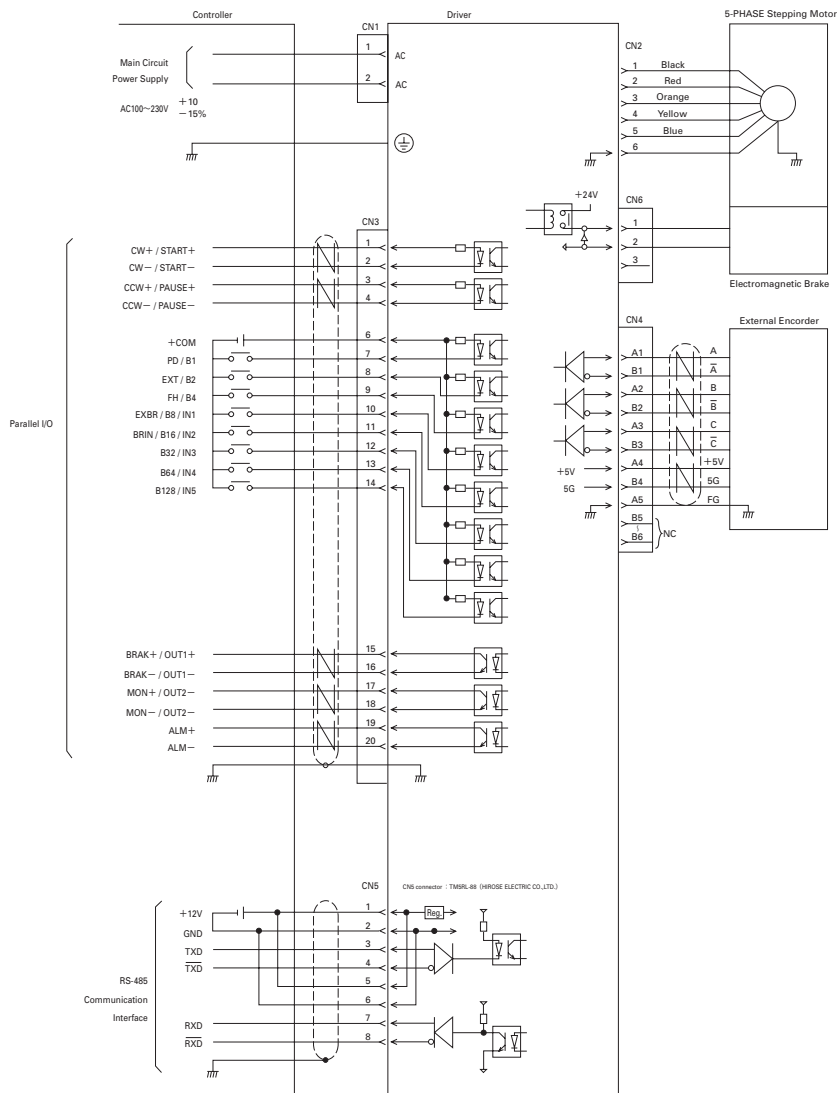 Controller
Driver
5-PHASE Stepping Motor
CN1
1
AC
2
AC
Main Circuit
Power Supply
AC100～230V +10 −15%
CN2
1 Black
2 Red
3 Orange
4 Yellow
5 Blue
6
+24V
CN6
1
2
3
Electromagnetic Brake
CN3
CW+ / START+ 1
CW− / START− 2
CCW+ / PAUSE+ 3
CCW− / PAUSE− 4
+COM 6
PD / B1 7
EXT / B2 8
FH / B4 9
EXBR / B8 / IN1 10
BRIN / B16 / IN2 11
B32 / IN3 12
B64 / IN4 13
B128 / IN5 14
Parallel I/O
BRAK+ / OUT1+ 15
BRAK− / OUT1− 16
MON+ / OUT2− 17
MON− / OUT2− 18
ALM+ 19
ALM− 20
CN4
External Encorder
A1 A
B1 A̅
A2 B
B2 B̅
A3 C
B3 C̅
+5V A4 +5V
5G B4 5G
A5 FG
B5
B6
NC
CN5
CN5 connector : TM5RL-88 (HIROSE ELECTRIC CO.,LTD.)
+12V 1
Reg.
GND 2
TXD 3
T̅X̅D̅ 4
5
6
RS-485
Communication
Interface
RXD 7
R̅X̅D̅ 8